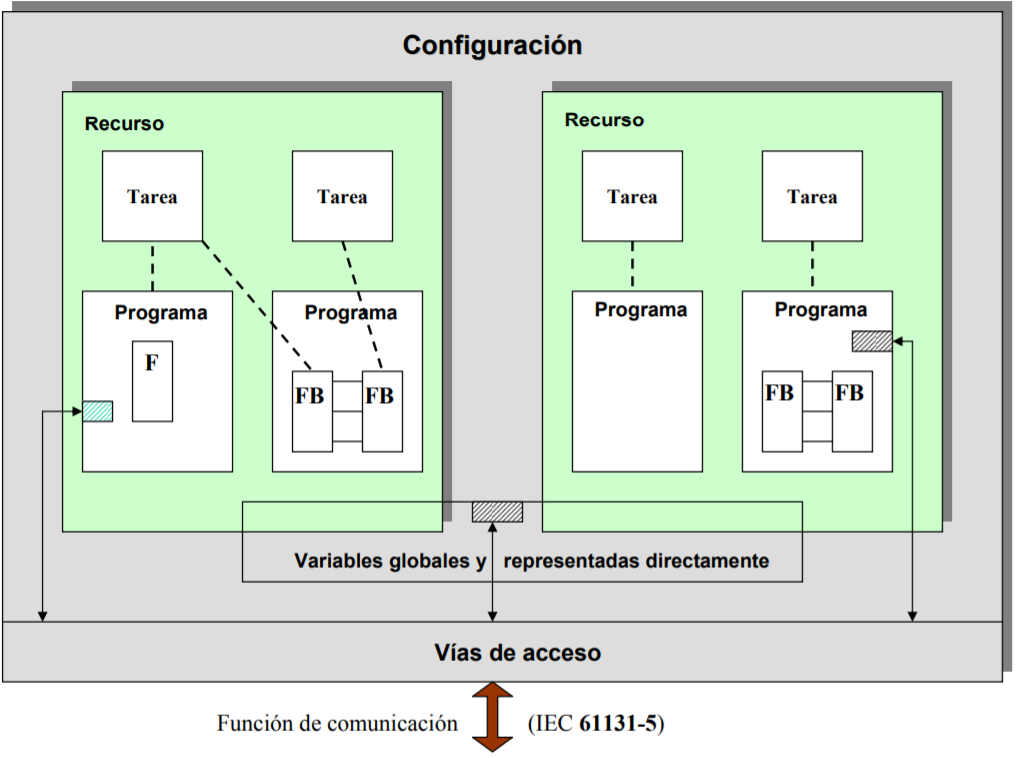 Configuración
Recurso
Tarea
Tarea
Programa
F
Programa
FB
FB
Recurso
Tarea
Tarea
Programa
Programa
FB
FB
Variables globales y representadas directamente
Vías de acceso
Función de comunicación (IEC 61131-5)